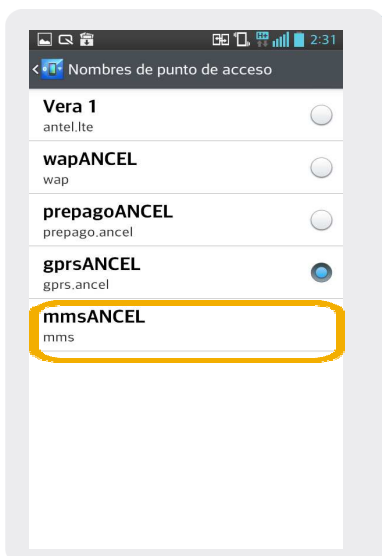 2:31
Nombres de punto de acceso
Vera 1
antel.lte
wapANCEL
wap
prepagoANCEL
prepago.ancel
gprsANCEL
gprs.ancel
mmsANCEL
mms